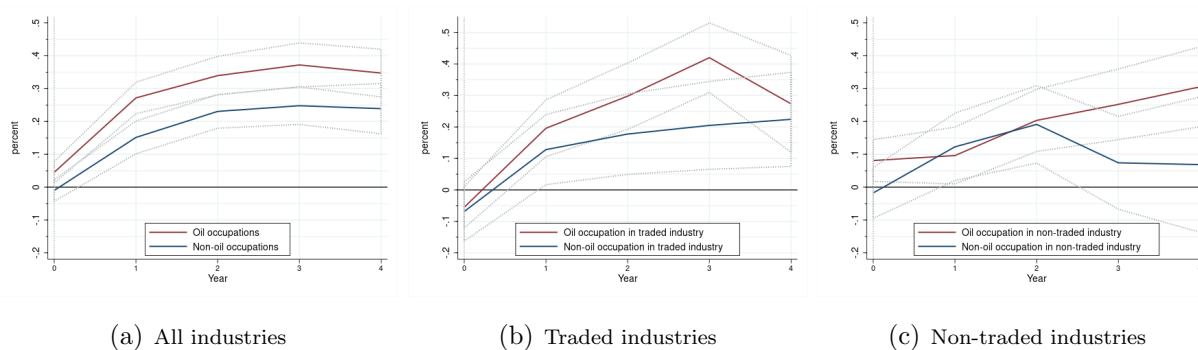 .5
.4
.3
.2
.1
0
-.1
-.2
percent
0 1 2 3 4
Year
Oil occupations
Non-oil occupations
(a) All industries
.5
.4
.3
.2
.1
0
-.1
-.2
percent
0 1 2 3 4
Year
Oil occupation in traded industry
Non-oil occupation in traded industry
(b) Traded industries
.5
.4
.3
.2
.1
0
-.1
-.2
percent
0 1 2 3 4
Year
Oil occupation in non-traded industry
Non-oil occupation in non-traded industry
(c) Non-traded industries